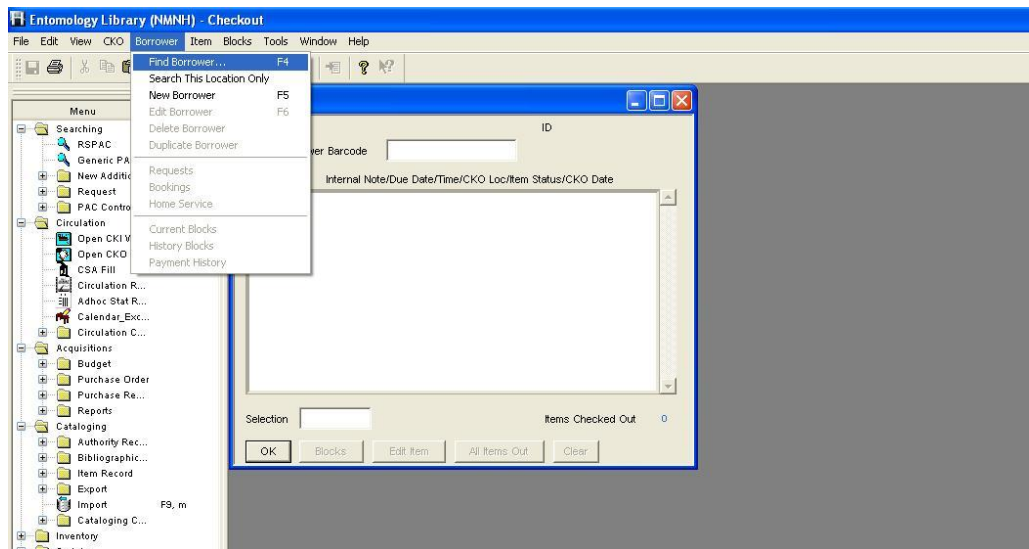 Entomology Library (NMNH) - Checkout
File Edit View CKO Borrower Item Blocks Tools Window Help
Find Borrower... F4
Search This Location Only
New Borrower F5
Edit Borrower F6
Delete Borrower
Duplicate Borrower
Requests
Bookings
Home Service
Current Blocks
History Blocks
Payment History
Menu
Searching
RSPAC
Generic PA
New Additic
Request
PAC Contro
Circulation
Open CKI W
Open CKO
CSA Fill
Circulation R...
Adhoc Stat R...
Calendar_Exc...
Circulation C...
Acquisitions
Budget
Purchase Order
Purchase Re...
Reports
Cataloging
Authority Rec...
Bibliographic...
Item Record
Export
Import F9, m
Cataloging C...
Inventory
ID
er Barcode
Internal Note/Due Date/Time/CKO Loc/Item Status/CKO Date
Selection Items Checked Out 0
OK Blocks Edit Item All Items Out Clear